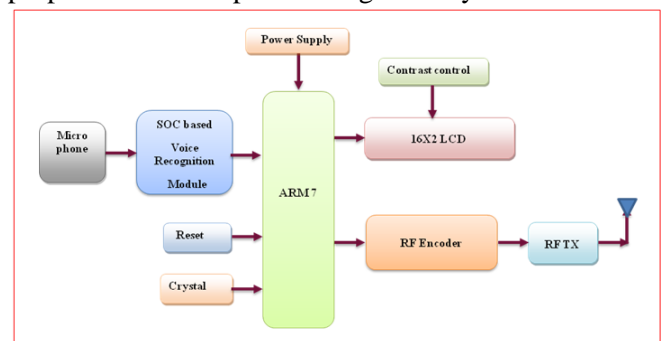 Power Supply
Contrast control
Micro
phone
SOC based
Voice
Recognition
Module
16X2 LCD
ARM 7
Reset
RF Encoder
RF TX
Crystal